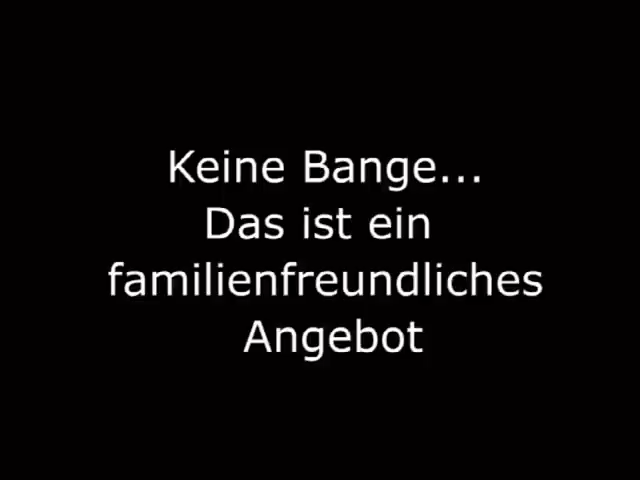 Keine Bange...
Das ist ein
familienfreundliches
Angebot